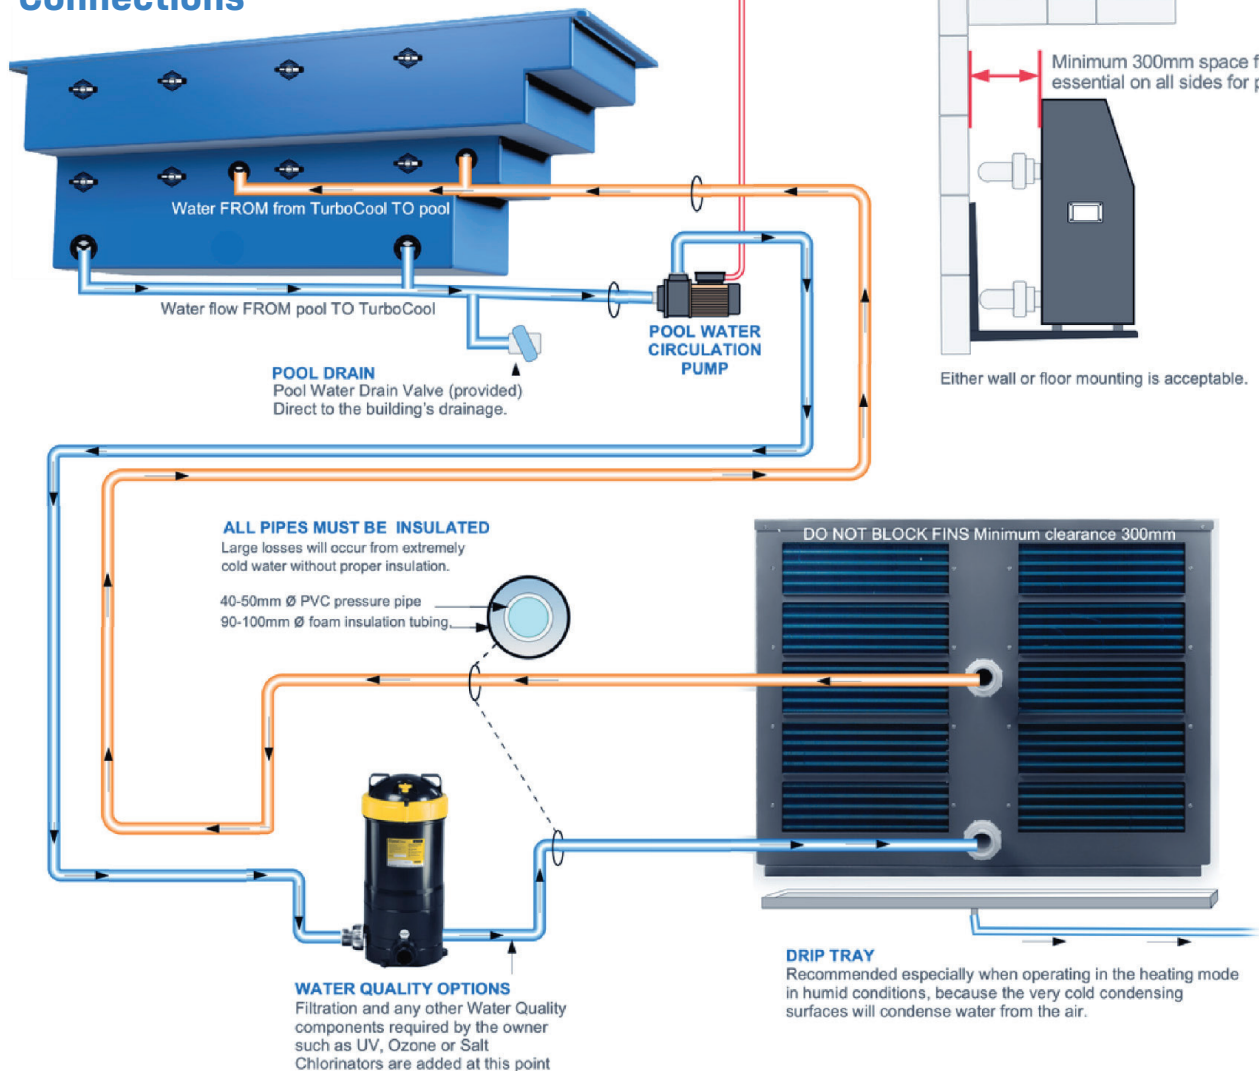 Connections
Minimum 300mm space
essential on all sides for
Water FROM from TurboCool TO pool
Water flow FROM pool TO TurboCool
POOL WATER
CIRCULATION
PUMP
POOL DRAIN
Pool Water Drain Valve (provided)
Direct to the building's drainage.
Either wall or floor mounting is acceptable.
ALL PIPES MUST BE INSULATED
Large losses will occur from extremely
cold water without proper insulation.
40-50mm Ø PVC pressure pipe
90-100mm Ø foam insulation tubing.
DO NOT BLOCK FINS Minimum clearance 300mm
WATER QUALITY OPTIONS
Filtration and any other Water Quality
components required by the owner
such as UV, Ozone or Salt
Chlorinators are added at this point
DRIP TRAY
Recommended especially when operating in the heating mode
in humid conditions, because the very cold condensing
surfaces will condense water from the air.